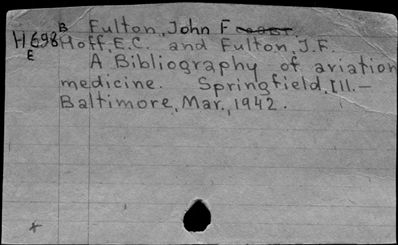 B Fulton, John F
H698 Hoff, E.C. and Fulton, J.F.
E A Bibliography of aviation
medicine. Springfield, Ill.—
Baltimore, Mar., 1942.
x